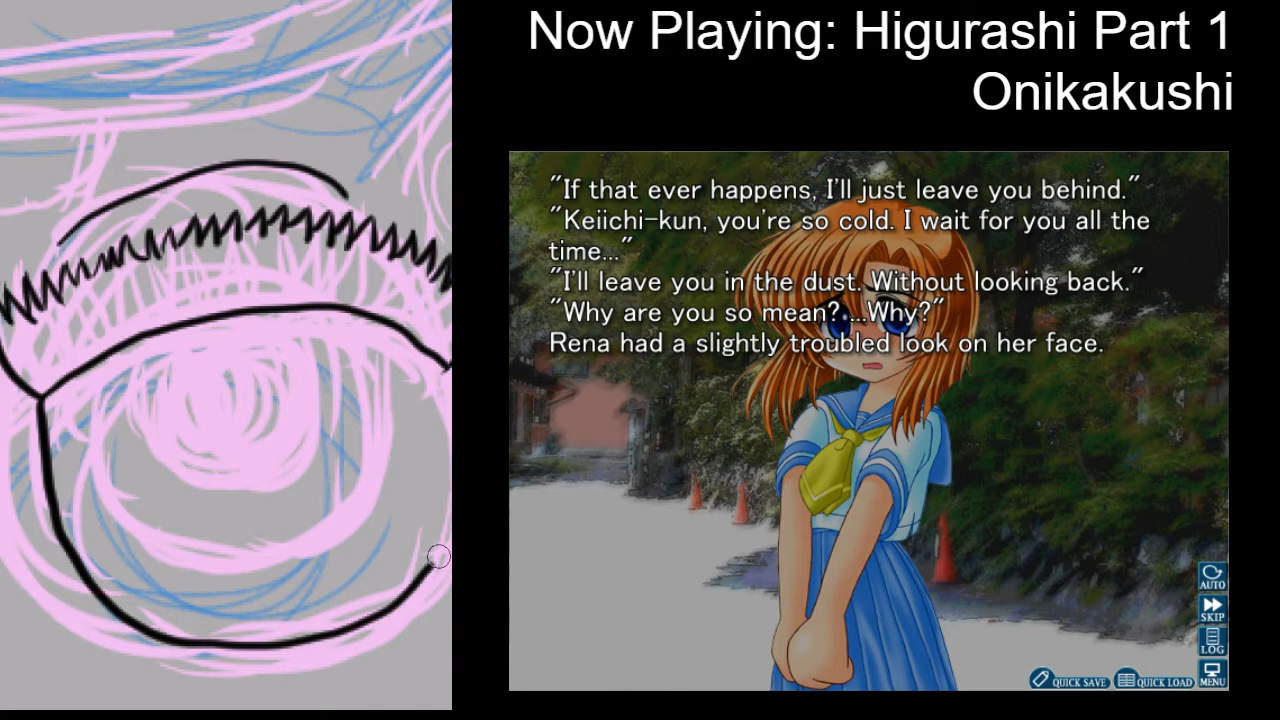 Now Playing: Higurashi Part 1
Onikakushi
"If that ever happens, I'll just leave you behind."
"Keiichi-kun, you're so cold. I wait for you all the
time..."
"I'll leave you in the dust. Without looking back."
"Why are you so mean?...Why?"
Rena had a slightly troubled look on her face.
AUTO
SKIP
LOG
MENU
QUICK SAVE
QUICK LOAD